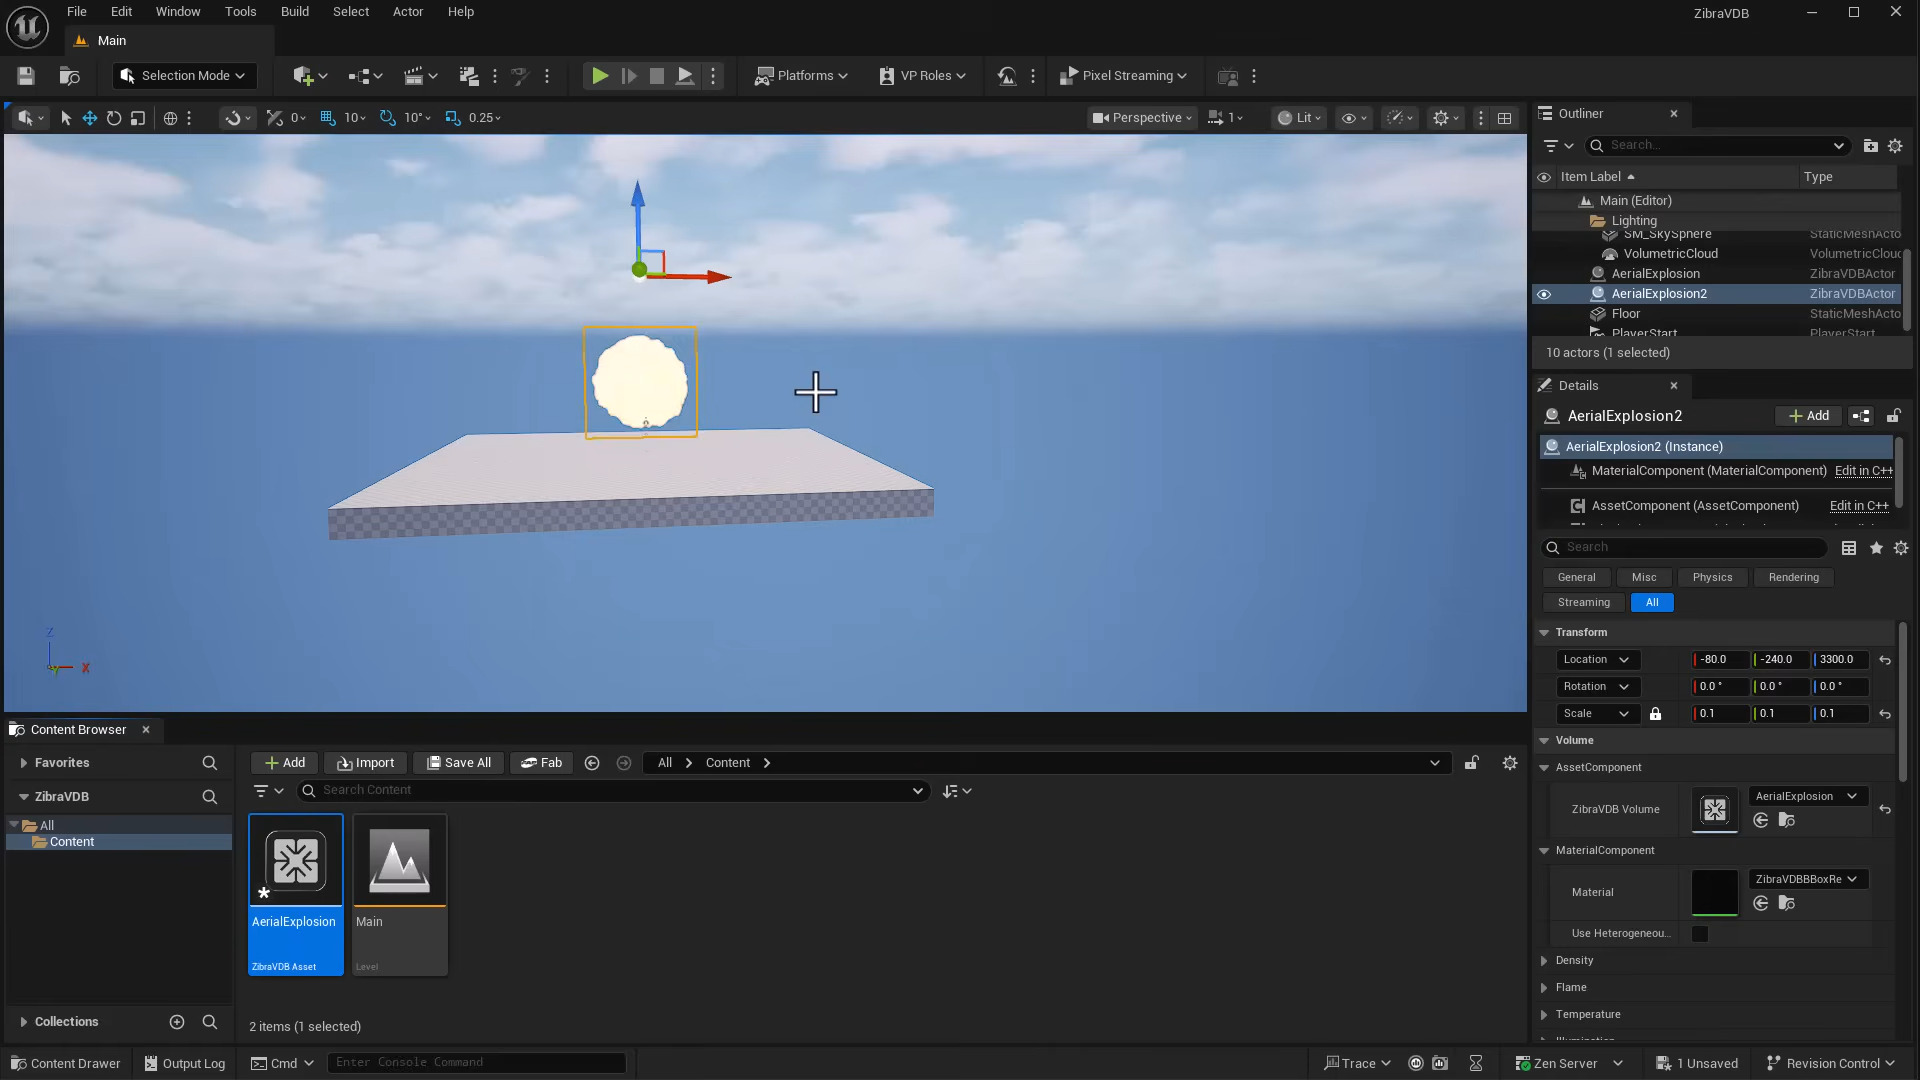 File Edit Window Tools Build Select Actor Help
ZibraVDB
Main
Selection Mode
Platforms
VP Roles
Pixel Streaming
0
10
10°
0.25
Perspective
1
Lit
Z
X
Outliner
Search...
Item Label
Type
Main (Editor)
Lighting
SM_SkySphere StaticMeshActo
VolumetricCloud VolumetricCloud
AerialExplosion ZibraVDBActor
AerialExplosion2 ZibraVDBActor
Floor StaticMeshActo
PlayerStart PlayerStart
10 actors (1 selected)
Details
AerialExplosion2
Add
AerialExplosion2 (Instance)
MaterialComponent (MaterialComponent) Edit in C++
AssetComponent (AssetComponent) Edit in C++
Search
General Misc Physics Rendering
Streaming All
Transform
Location -80.0 -240.0 3300.0
Rotation 0.0 ° 0.0 ° 0.0 °
Scale 0.1 0.1 0.1
Volume
AssetComponent
ZibraVDB Volume
AerialExplosion
MaterialComponent
Material
ZibraVDBBBoxRe
Use Heterogeneou...
Density
Flame
Temperature
Content Browser
Favorites
ZibraVDB
All
Content
Collections
Add Import Save All Fab
All Content
Search Content
AerialExplosion
ZibraVDB Asset
Main
Level
2 items (1 selected)
Content Drawer
Output Log
Cmd
Enter Console Command
Trace
Zen Server
1 Unsaved
Revision Control